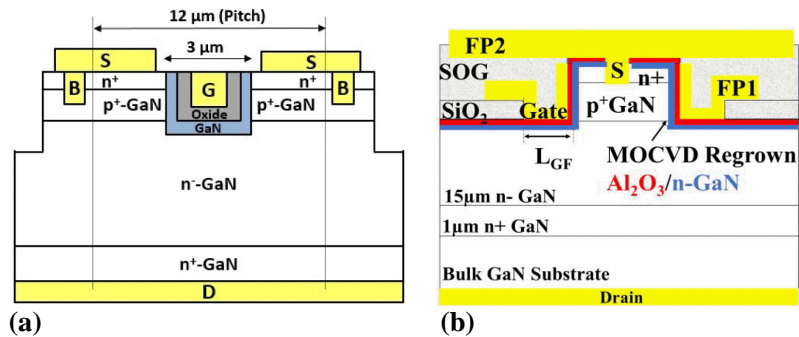 12 μm (Pitch)
3 μm
S
S
n⁺
n⁺
B
G
B
p⁺-GaN
p⁺-GaN
Oxide
GaN
n⁻-GaN
n⁺-GaN
D
(a)
FP2
SOG
S
n+
FP1
p⁺GaN
SiO₂
Gate
L_GF
MOCVD Regrown
Al₂O₃/n-GaN
15μm n- GaN
1μm n+ GaN
Bulk GaN Substrate
Drain
(b)